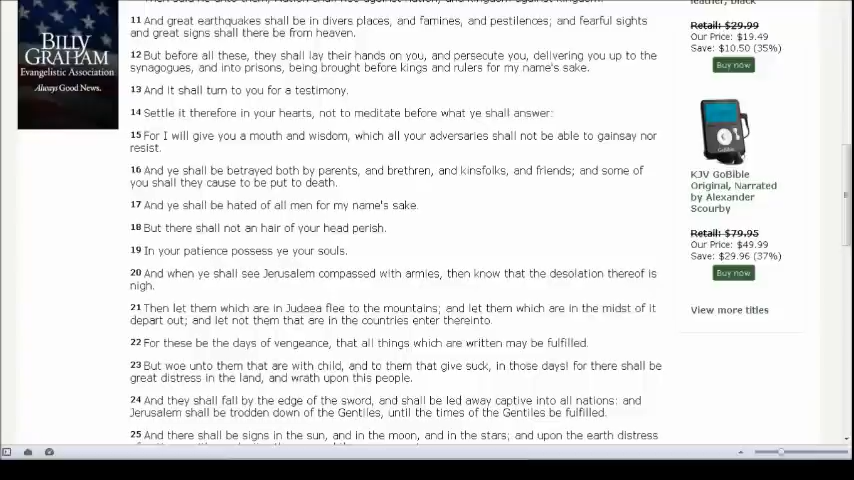 leather, Black
Retail: $29.99
Our Price: $19.49
Save: $10.50 (35%)
Buy now
BILLY
GRAHAM
Evangelistic Association
Always Good News.
11 And great earthquakes shall be in divers places, and famines, and pestilences; and fearful sights
and great signs shall there be from heaven.
12 But before all these, they shall lay their hands on you, and persecute you, delivering you up to the
synagogues, and into prisons, being brought before kings and rulers for my name's sake.
13 And it shall turn to you for a testimony.
14 Settle it therefore in your hearts, not to meditate before what ye shall answer:
15 For I will give you a mouth and wisdom, which all your adversaries shall not be able to gainsay nor
resist.
16 And ye shall be betrayed both by parents, and brethren, and kinsfolks, and friends; and some of
you shall they cause to be put to death.
17 And ye shall be hated of all men for my name's sake.
18 But there shall not an hair of your head perish.
19 In your patience possess ye your souls.
20 And when ye shall see Jerusalem compassed with armies, then know that the desolation thereof is
nigh.
21 Then let them which are in Judaea flee to the mountains; and let them which are in the midst of it
depart out; and let not them that are in the countries enter thereinto.
22 For these be the days of vengeance, that all things which are written may be fulfilled.
23 But woe unto them that are with child, and to them that give suck, in those days! for there shall be
great distress in the land, and wrath upon this people.
24 And they shall fall by the edge of the sword, and shall be led away captive into all nations: and
Jerusalem shall be trodden down of the Gentiles, until the times of the Gentiles be fulfilled.
25 And there shall be signs in the sun, and in the moon, and in the stars; and upon the earth distress
KJV GoBible
Original, Narrated
by Alexander
Scourby
Retail: $79.95
Our Price: $49.99
Save: $29.96 (37%)
Buy now
View more titles